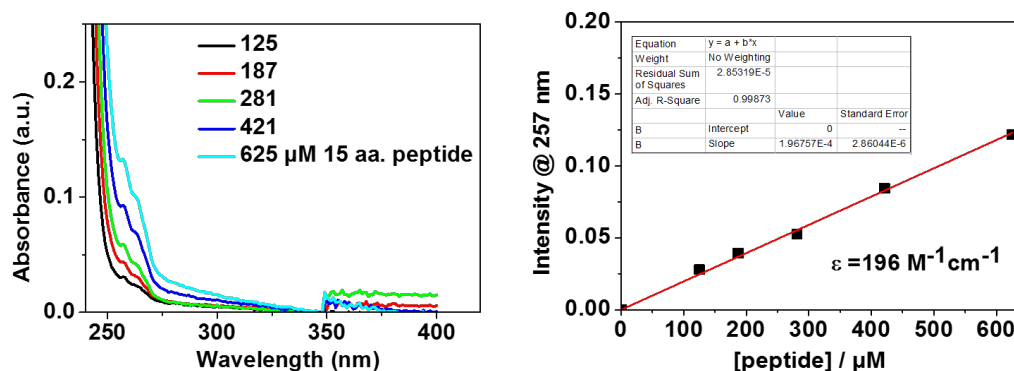 Absorbance (a.u.)
0.2
0.1
0.0
125
187
281
421
625 µM 15 aa. peptide
250 300 350 400
Wavelength (nm)
Intensity @ 257 nm
0.20
0.15
0.10
0.05
0.00
Equation y = a + b*x
Weight No Weighting
Residual Sum of Squares 2.85319E-5
Adj. R-Square 0.99873
Value Standard Error
B Intercept 0 --
B Slope 1.96757E-4 2.86044E-6
ε =196 M⁻¹cm⁻¹
0 100 200 300 400 500 600
[peptide] / µM